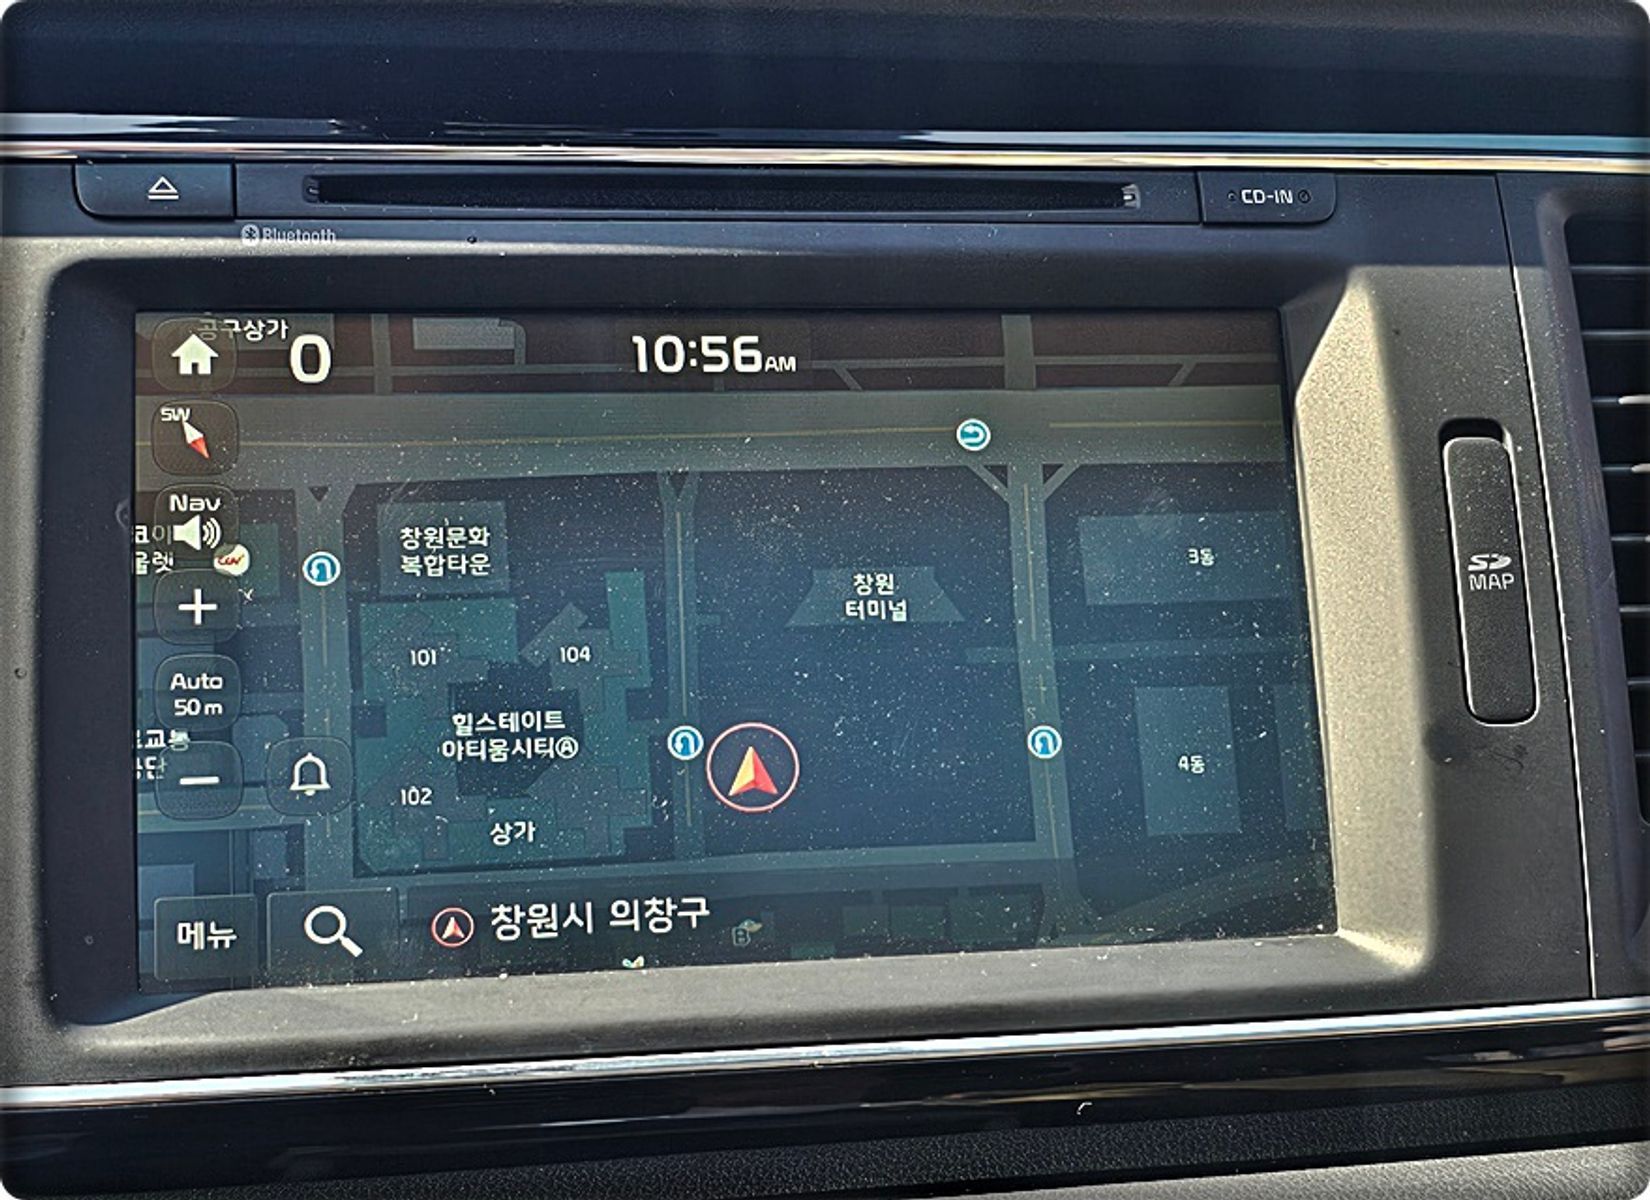 CD-IN
Bluetooth
공구상가
0
10:56AM
SW
Nav
창원문화
복합타운
창원
터미널
3동
101
104
Auto
50 m
힐스테이트
아티움시티Ⓐ
102
상가
4동
SD
MAP
메뉴
창원시 의창구